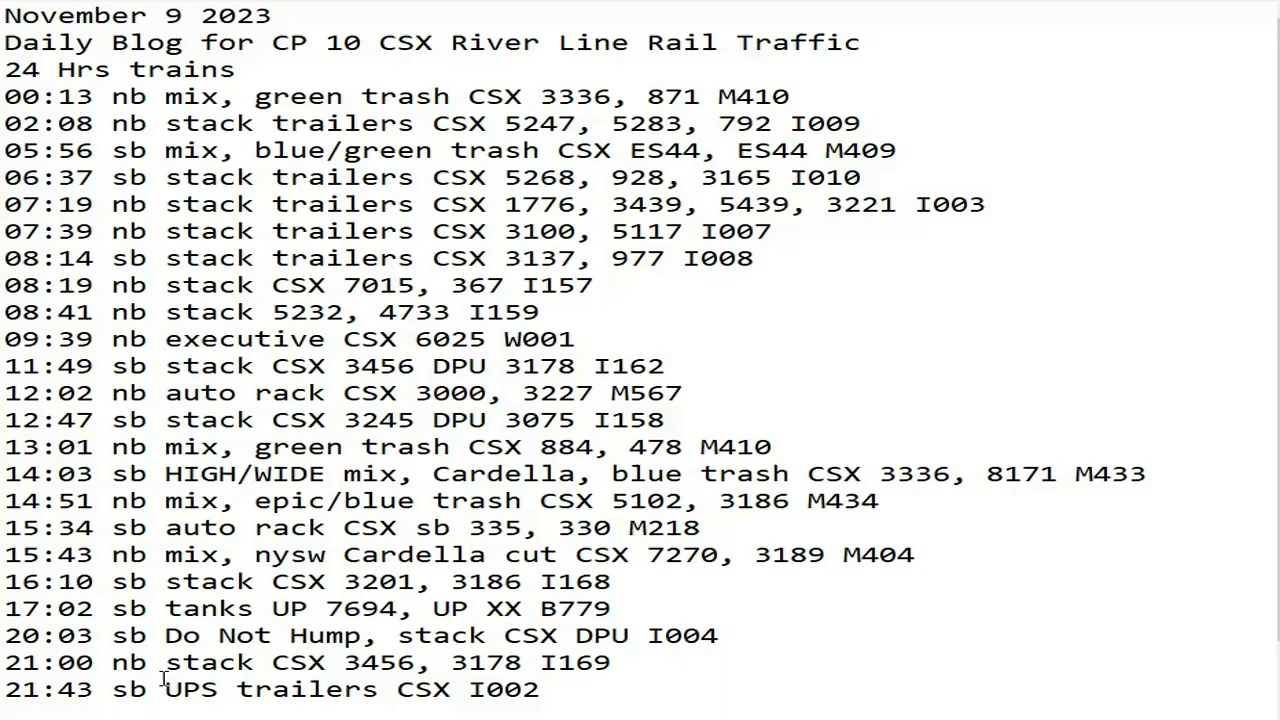 November 9 2023
Daily Blog for CP 10 CSX River Line Rail Traffic
24 Hrs trains
00:13 nb mix, green trash CSX 3336, 871 M410
02:08 nb stack trailers CSX 5247, 5283, 792 I009
05:56 sb mix, blue/green trash CSX ES44, ES44 M409
06:37 sb stack trailers CSX 5268, 928, 3165 I010
07:19 nb stack trailers CSX 1776, 3439, 5439, 3221 I003
07:39 nb stack trailers CSX 3100, 5117 I007
08:14 sb stack trailers CSX 3137, 977 I008
08:19 nb stack CSX 7015, 367 I157
08:41 nb stack 5232, 4733 I159
09:39 nb executive CSX 6025 W001
11:49 sb stack CSX 3456 DPU 3178 I162
12:02 nb auto rack CSX 3000, 3227 M567
12:47 sb stack CSX 3245 DPU 3075 I158
13:01 nb mix, green trash CSX 884, 478 M410
14:03 sb HIGH/WIDE mix, Cardella, blue trash CSX 3336, 8171 M433
14:51 nb mix, epic/blue trash CSX 5102, 3186 M434
15:34 sb auto rack CSX sb 335, 330 M218
15:43 nb mix, nysw Cardella cut CSX 7270, 3189 M404
16:10 sb stack CSX 3201, 3186 I168
17:02 sb tanks UP 7694, UP XX B779
20:03 sb Do Not Hump, stack CSX DPU I004
21:00 nb stack CSX 3456, 3178 I169
21:43 sb UPS trailers CSX I002